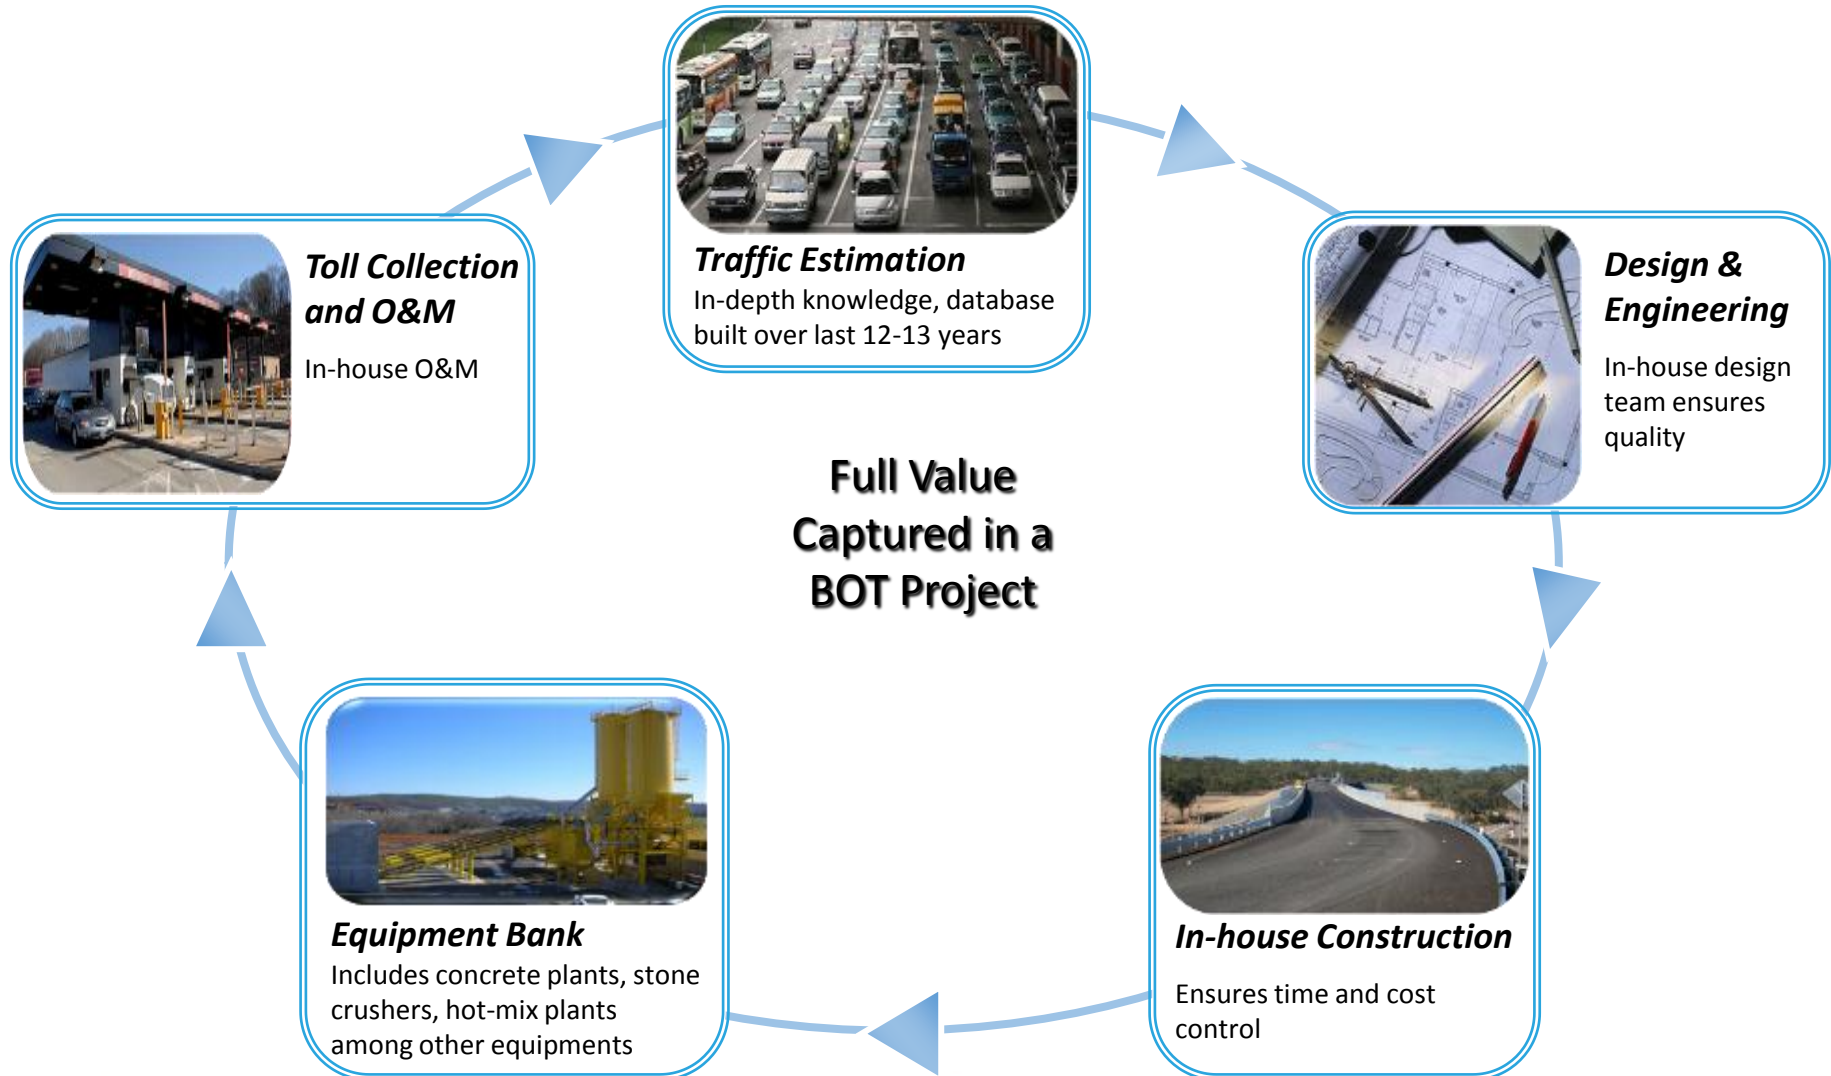 Traffic Estimation
In-depth knowledge, database
built over last 12-13 years
Toll Collection
and O&M
In-house O&M
Design &
Engineering
In-house design
team ensures
quality
Full Value
Captured in a
BOT Project
Equipment Bank
Includes concrete plants, stone
crushers, hot-mix plants
among other equipments
In-house Construction
Ensures time and cost
control